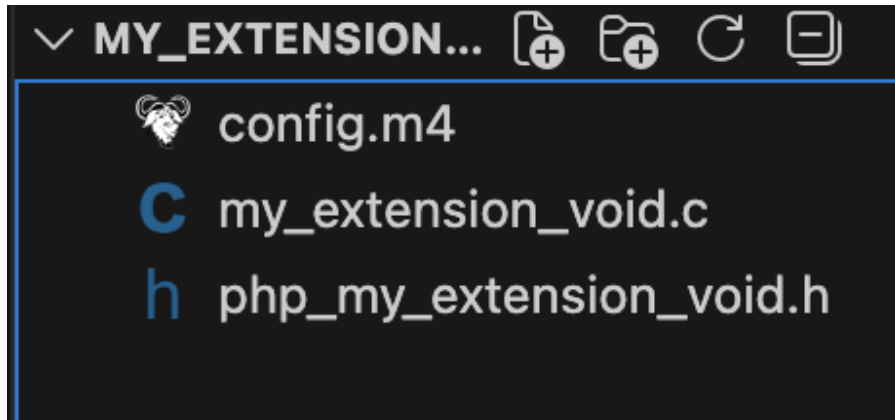 MY_EXTENSION...
config.m4
C my_extension_void.c
h php_my_extension_void.h